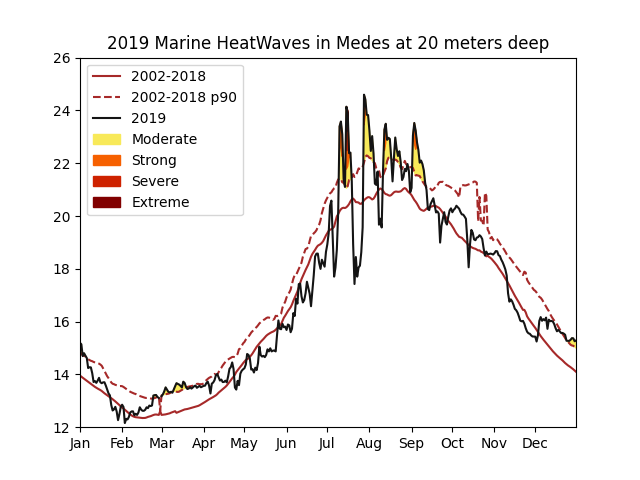 2019 Marine HeatWaves in Medes at 20 meters deep
26
24
22
20
18
16
14
12
2002-2018
2002-2018 p90
2019
Moderate
Strong
Severe
Extreme
Jan Feb Mar Apr May Jun Jul Aug Sep Oct Nov Dec